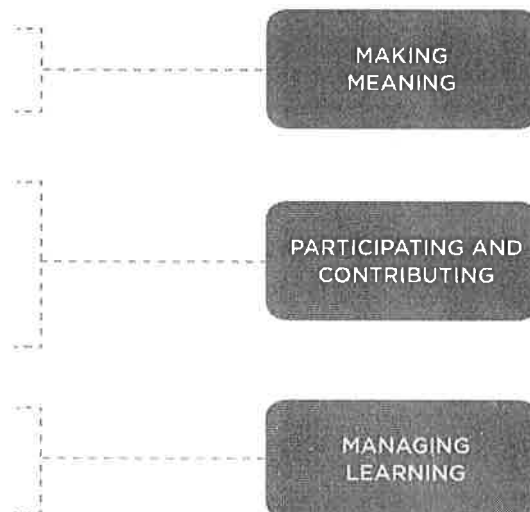 MAKING
MEANING
PARTICIPATING AND
CONTRIBUTING
MANAGING
LEARNING